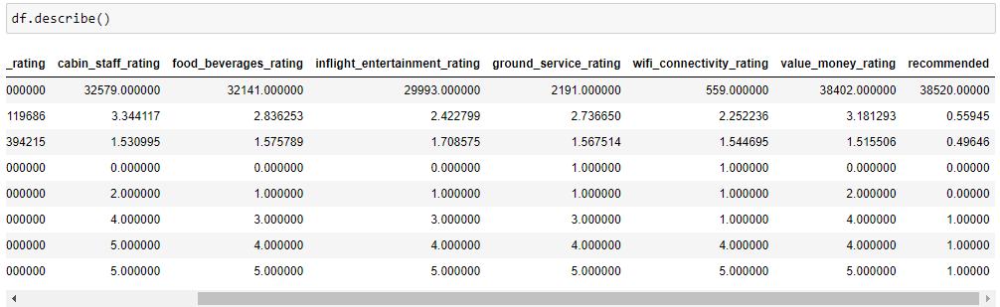 df.describe()
_rating cabin_staff_rating food_beverages_rating inflight_entertainment_rating ground_service_rating wifi_connectivity_rating value_money_rating recommended
000000 32579.000000 32141.000000 29993.000000 2191.000000 559.000000 38402.000000 38520.00000
119686 3.344117 2.836253 2.422799 2.736650 2.252236 3.181293 0.55945
394215 1.530995 1.575789 1.708575 1.567514 1.544695 1.515506 0.49646
000000 0.000000 0.000000 0.000000 1.000000 1.000000 0.000000 0.00000
000000 2.000000 1.000000 1.000000 1.000000 1.000000 2.000000 0.00000
000000 4.000000 3.000000 3.000000 3.000000 1.000000 4.000000 1.00000
000000 5.000000 4.000000 4.000000 4.000000 4.000000 4.000000 1.00000
000000 5.000000 5.000000 5.000000 5.000000 5.000000 5.000000 1.00000